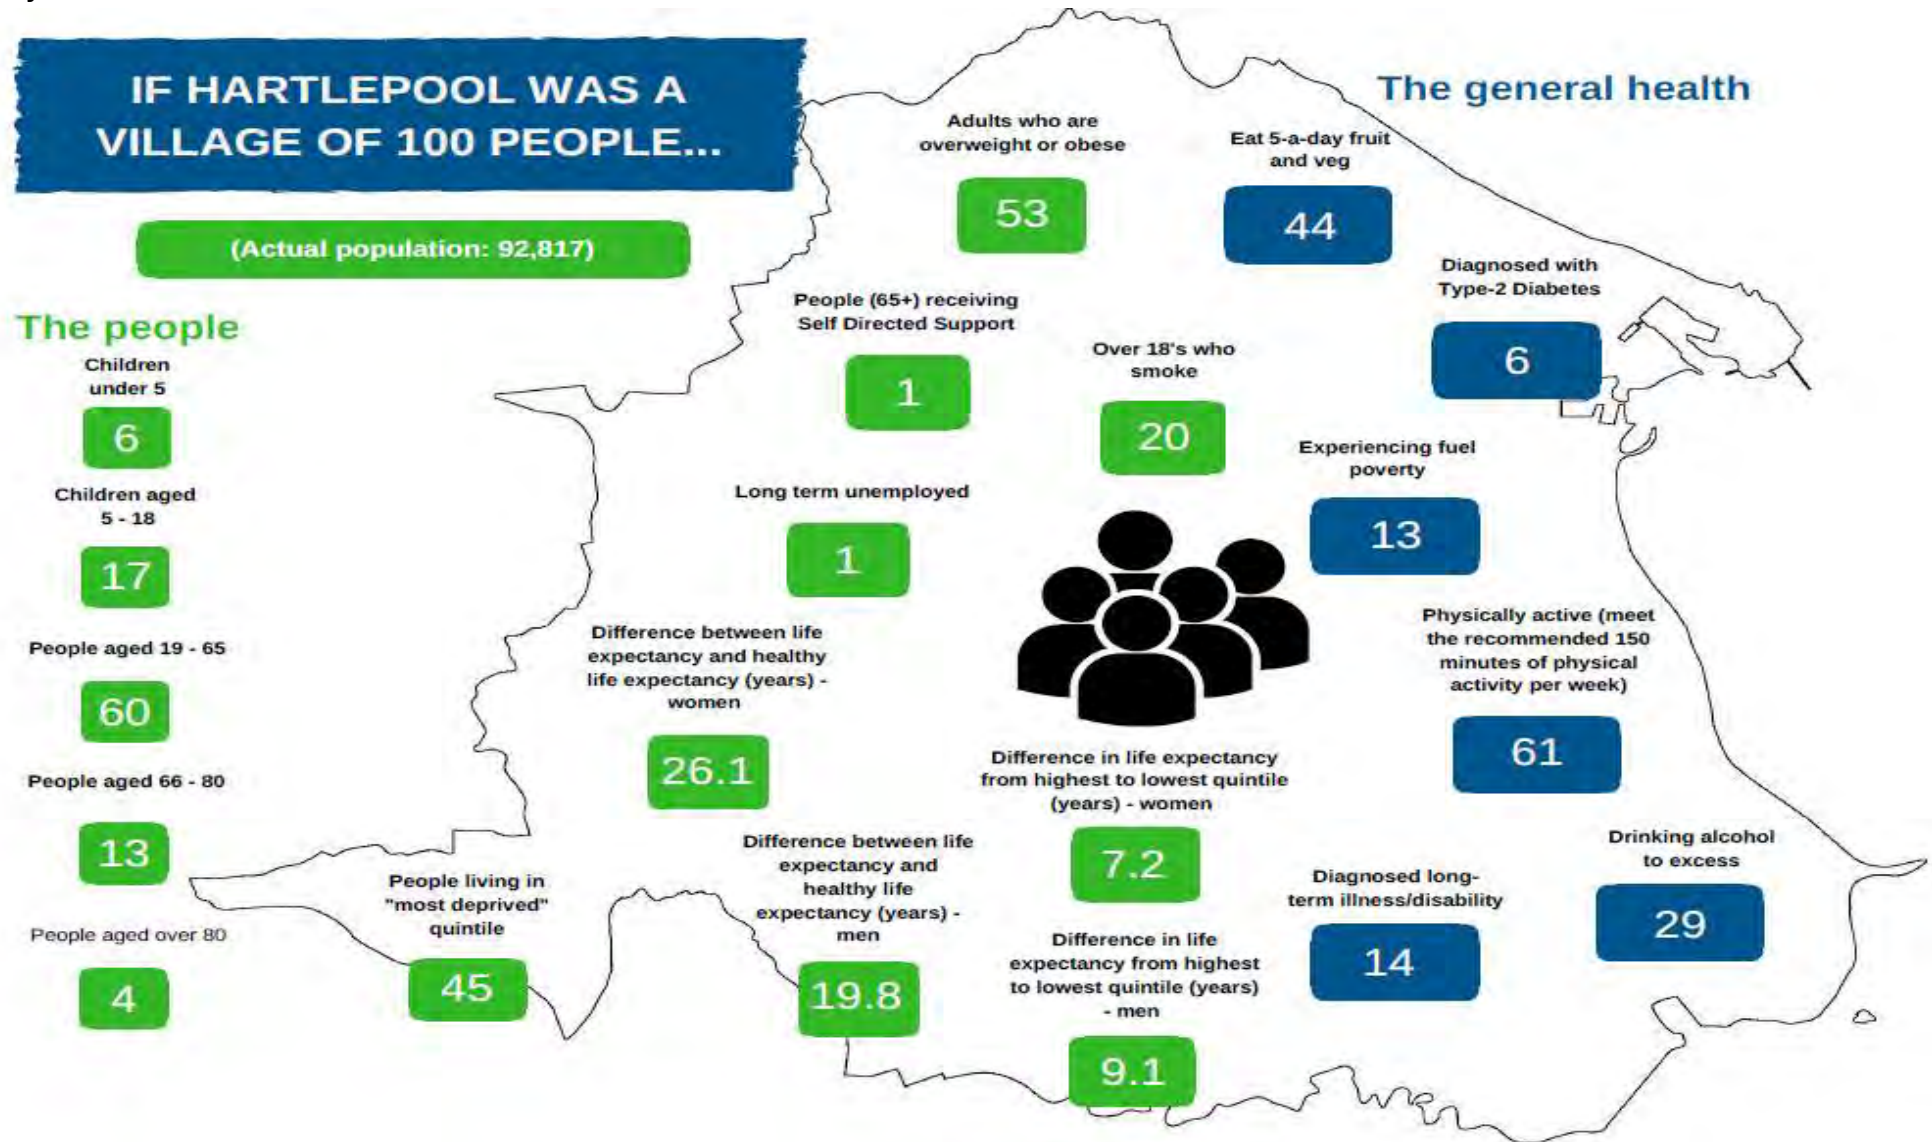 IF HARTLEPOOL WAS A
VILLAGE OF 100 PEOPLE...
(Actual population: 92,817)
The people
Children
under 5
6
Children aged
5 - 18
17
People aged 19 - 65
60
People aged 66 - 80
13
People aged over 80
4
The general health
Adults who are
overweight or obese
53
Eat 5-a-day fruit
and veg
44
Diagnosed with
Type-2 Diabetes
6
People (65+) receiving
Self Directed Support
1
Over 18's who
smoke
20
Experiencing fuel
poverty
13
Long term unemployed
1
Physically active (meet
the recommended 150
minutes of physical
activity per week)
61
Difference between life
expectancy and healthy
life expectancy (years) -
women
26.1
Difference in life expectancy
from highest to lowest quintile
(years) - women
7.2
Drinking alcohol
to excess
29
Difference between life
expectancy and
healthy life
expectancy (years) -
men
19.8
Diagnosed long-
term illness/disability
14
People living in
"most deprived"
quintile
45
Difference in life
expectancy from highest
to lowest quintile (years)
- men
9.1